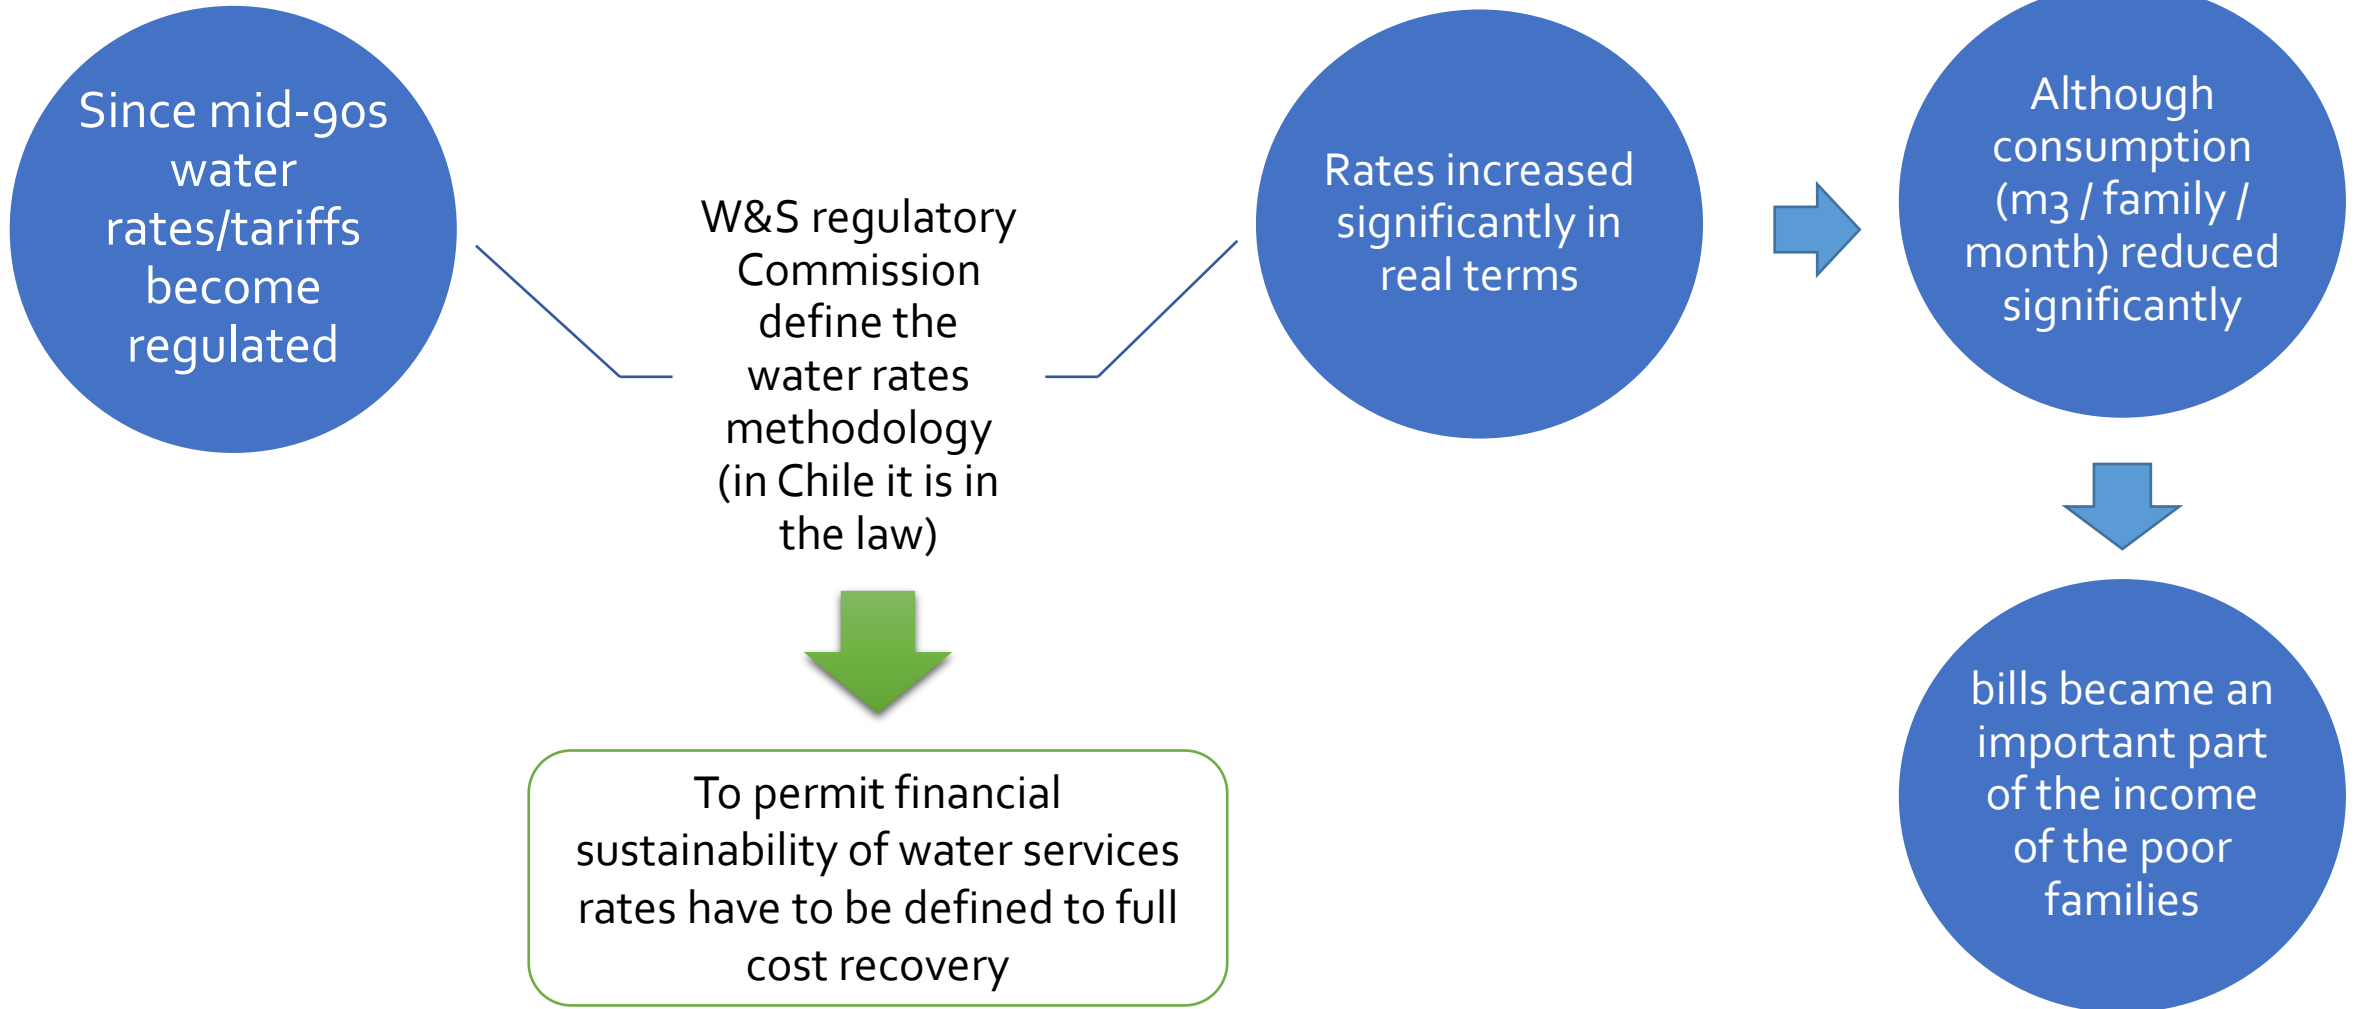 Since mid-90s
water
rates/tariffs
become
regulated
W&S regulatory
Commission
define the
water rates
methodology
(in Chile it is in
the law)
To permit financial
sustainability of water services
rates have to be defined to full
cost recovery
Rates increased
significantly in
real terms
Although
consumption
(m3 / family /
month) reduced
significantly
bills became an
important part
of the income
of the poor
families